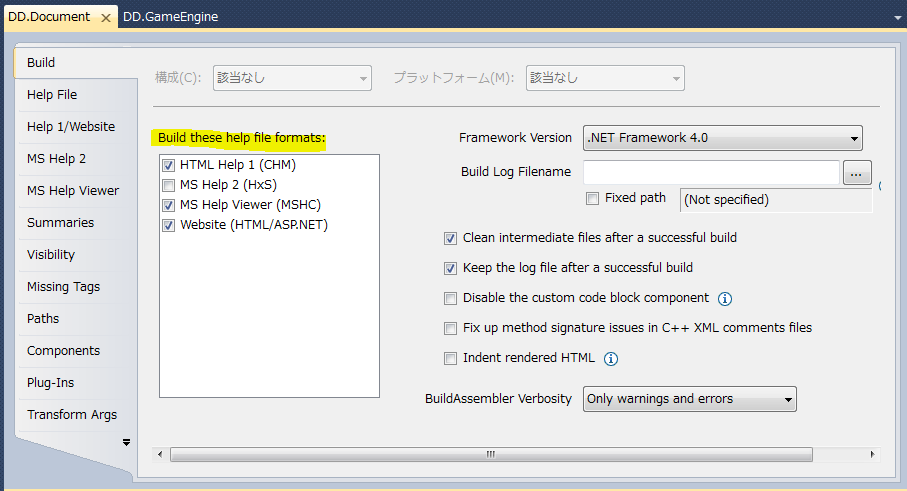 DD.Document
DD.GameEngine
Build
Help File
Help 1/Website
MS Help 2
MS Help Viewer
Summaries
Visibility
Missing Tags
Paths
Components
Plug-Ins
Transform Args
構成(C): 該当なし プラットフォーム(M): 該当なし
Build these help file formats:
HTML Help 1 (CHM)
MS Help 2 (HxS)
MS Help Viewer (MSHC)
Website (HTML/ASP.NET)
Framework Version .NET Framework 4.0
Build Log Filename ...
Fixed path (Not specified)
Clean intermediate files after a successful build
Keep the log file after a successful build
Disable the custom code block component
Fix up method signature issues in C++ XML comments files
Indent rendered HTML
BuildAssembler Verbosity Only warnings and errors